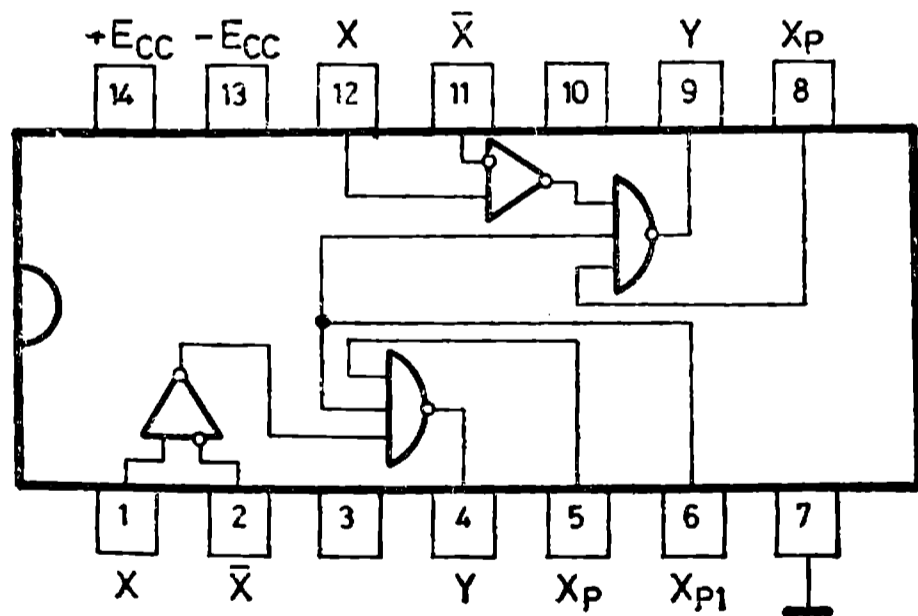 +E_CC -E_CC X X̄ Y X_P
14 13 12 11 10 9 8
1 2 3 4 5 6 7
X X̄ Y X_P X_P1